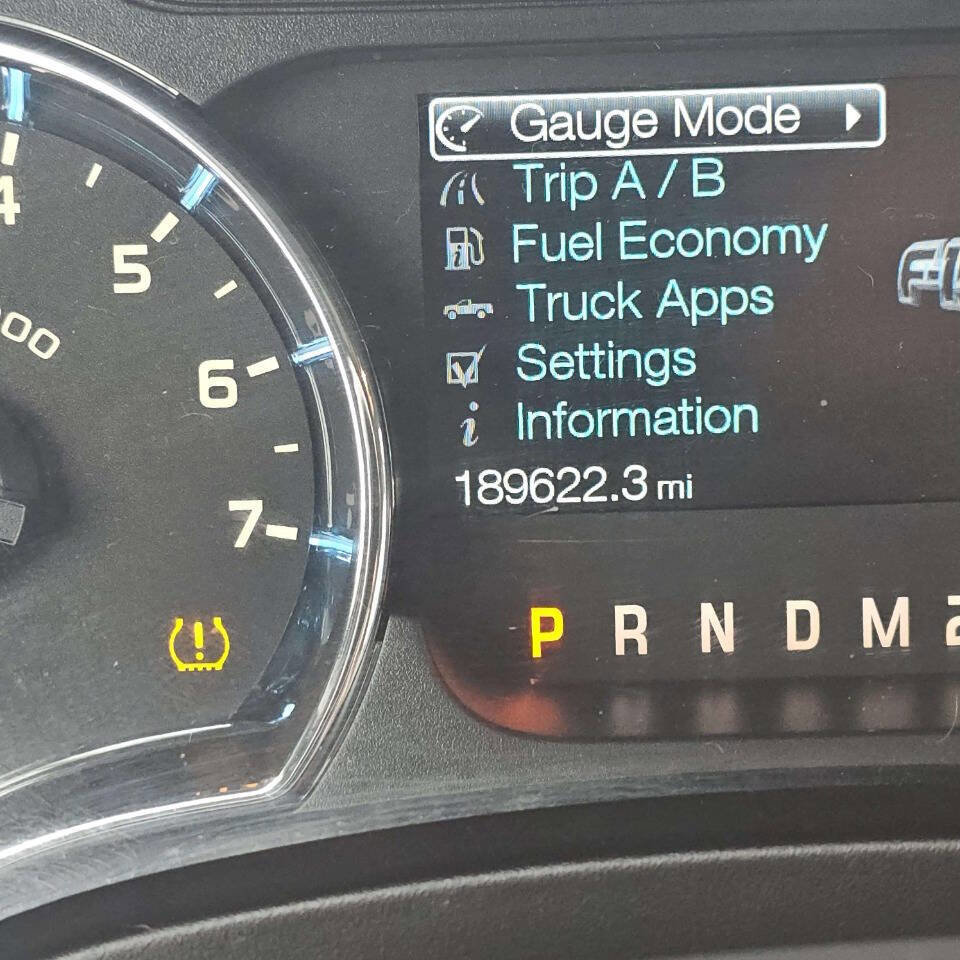 Gauge Mode
Trip A / B
Fuel Economy
Truck Apps
Settings
Information
189622.3 mi
4
5
6
7
P R N D M